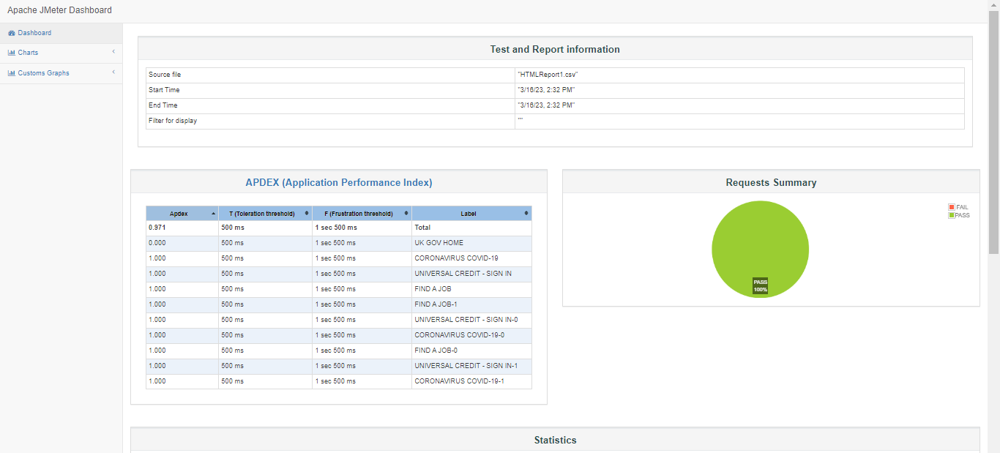 Apache JMeter Dashboard
Dashboard
Charts
Customs Graphs
Test and Report information
Source file "HTMLReport1.csv"
Start Time "3/16/23, 2:32 PM"
End Time "3/16/23, 2:32 PM"
Filter for display ""
APDEX (Application Performance Index)
Apdex T (Toleration threshold) F (Frustration threshold) Label
0.971 500 ms 1 sec 500 ms Total
0.000 500 ms 1 sec 500 ms UK GOV HOME
1.000 500 ms 1 sec 500 ms CORONAVIRUS COVID-19
1.000 500 ms 1 sec 500 ms UNIVERSAL CREDIT - SIGN IN
1.000 500 ms 1 sec 500 ms FIND A JOB
1.000 500 ms 1 sec 500 ms FIND A JOB-1
1.000 500 ms 1 sec 500 ms UNIVERSAL CREDIT - SIGN IN-0
1.000 500 ms 1 sec 500 ms CORONAVIRUS COVID-19-0
1.000 500 ms 1 sec 500 ms FIND A JOB-0
1.000 500 ms 1 sec 500 ms UNIVERSAL CREDIT - SIGN IN-1
1.000 500 ms 1 sec 500 ms CORONAVIRUS COVID-19-1
Requests Summary
FAIL
PASS
PASS
100%
Statistics